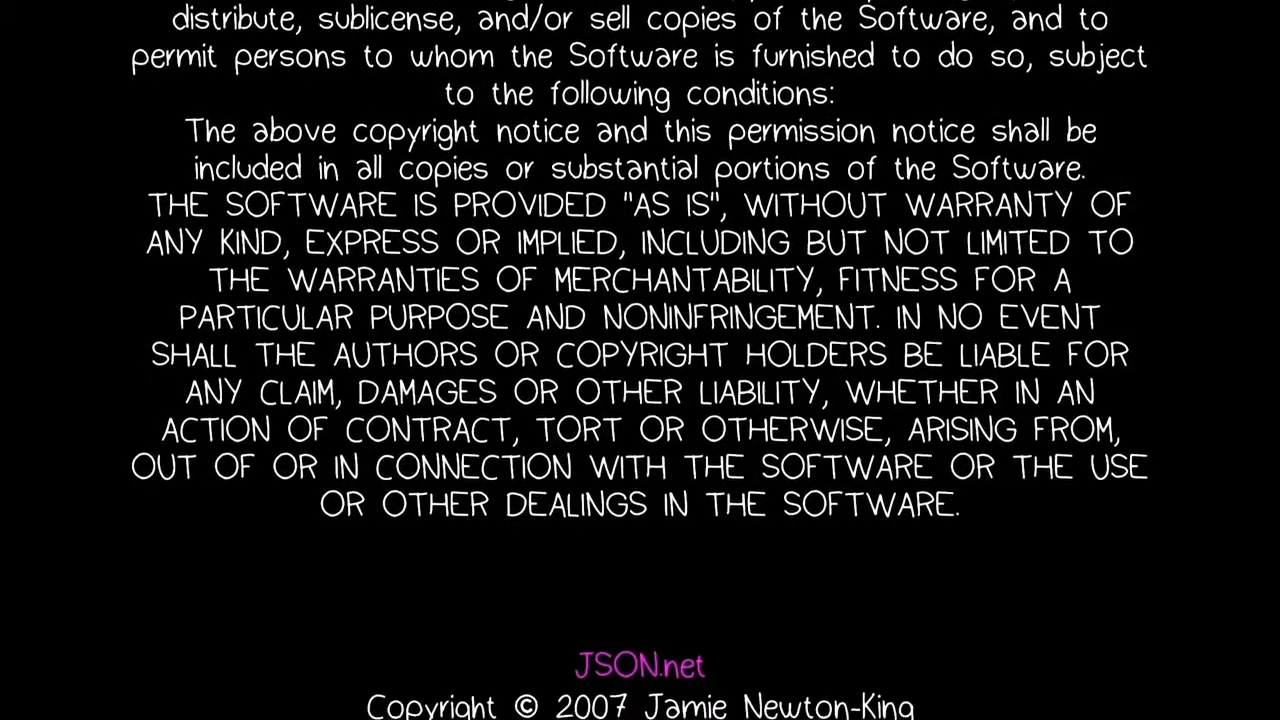 distribute, sublicense, and/or sell copies of the Software, and to
permit persons to whom the Software is furnished to do so, subject
to the following conditions:
The above copyright notice and this permission notice shall be
included in all copies or substantial portions of the Software.
THE SOFTWARE IS PROVIDED "AS IS", WITHOUT WARRANTY OF
ANY KIND, EXPRESS OR IMPLIED, INCLUDING BUT NOT LIMITED TO
THE WARRANTIES OF MERCHANTABILITY, FITNESS FOR A
PARTICULAR PURPOSE AND NONINFRINGEMENT. IN NO EVENT
SHALL THE AUTHORS OR COPYRIGHT HOLDERS BE LIABLE FOR
ANY CLAIM, DAMAGES OR OTHER LIABILITY, WHETHER IN AN
ACTION OF CONTRACT, TORT OR OTHERWISE, ARISING FROM,
OUT OF OR IN CONNECTION WITH THE SOFTWARE OR THE USE
OR OTHER DEALINGS IN THE SOFTWARE.
JSON.net
Copyright © 2007 Jamie Newton-King